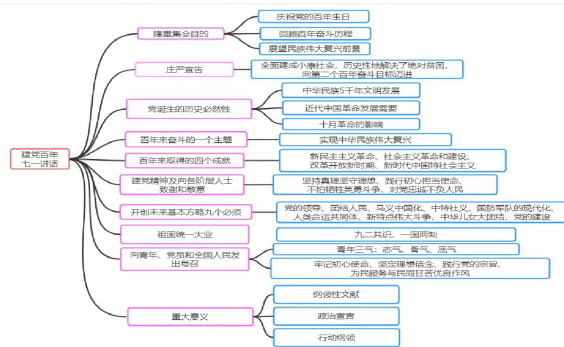 庆祝党的百年生日
隆重集会目的
回顾百年奋斗历程
展望民族伟大复兴前景
庄严宣告
全面建成小康社会，历史性地解决了绝对贫困，
向第二个百年奋斗目标迈进
中华民族5千年文明发展
党诞生的历史必然性
近代中国革命发展需要
十月革命的影响
建党百年
七一讲话
百年来奋斗的一个主题
实现中华民族伟大复兴
百年来取得的四个成就
新民主主义革命、社会主义革命和建设、
改革开放新时期、新时代中国特社会主义
建党精神及向各阶层人士
致谢和敬意
坚持真理坚守理想、践行初心担当使命、
不怕牺牲英勇斗争、对党忠诚不负人民
开创未来基本方略九个必须
党的领导、团结人民、马义中国化、中特社义、国防军队的现代化、
人类命运共同体、新特点伟大斗争、中华儿女大团结、党的建设
祖国统一大业
九二共识、一国两制
向青年、党员和全国人民发
出号召
青年三气：志气、骨气、底气
牢记初心使命、坚定理想信念、践行党的宗旨、
为民服务与民同甘苦优良作风
纲领性文献
重大意义
政治宣言
行动纲领